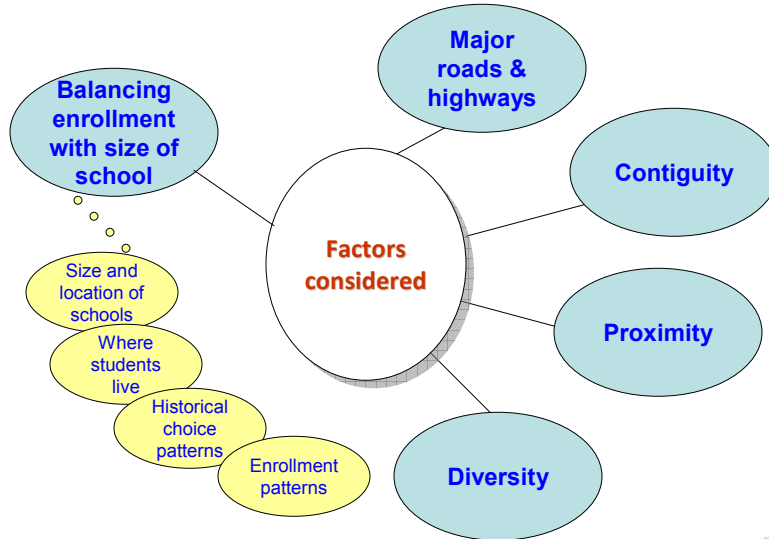 Major
roads &
highways
Balancing
enrollment
with size of
school
Contiguity
Factors
considered
Size and
location of
schools
Where
students
live
Historical
choice
patterns
Enrollment
patterns
Proximity
Diversity